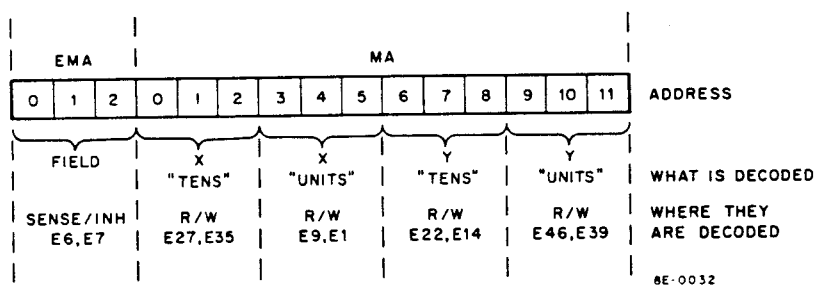 EMA MA
0 1 2 0 1 2 3 4 5 6 7 8 9 10 11 ADDRESS
FIELD X "TENS" X "UNITS" Y "TENS" Y "UNITS" WHAT IS DECODED
SENSE/INH R/W R/W R/W R/W WHERE THEY
E6,E7 E27,E35 E9,E1 E22,E14 E46,E39 ARE DECODED
8E-0032